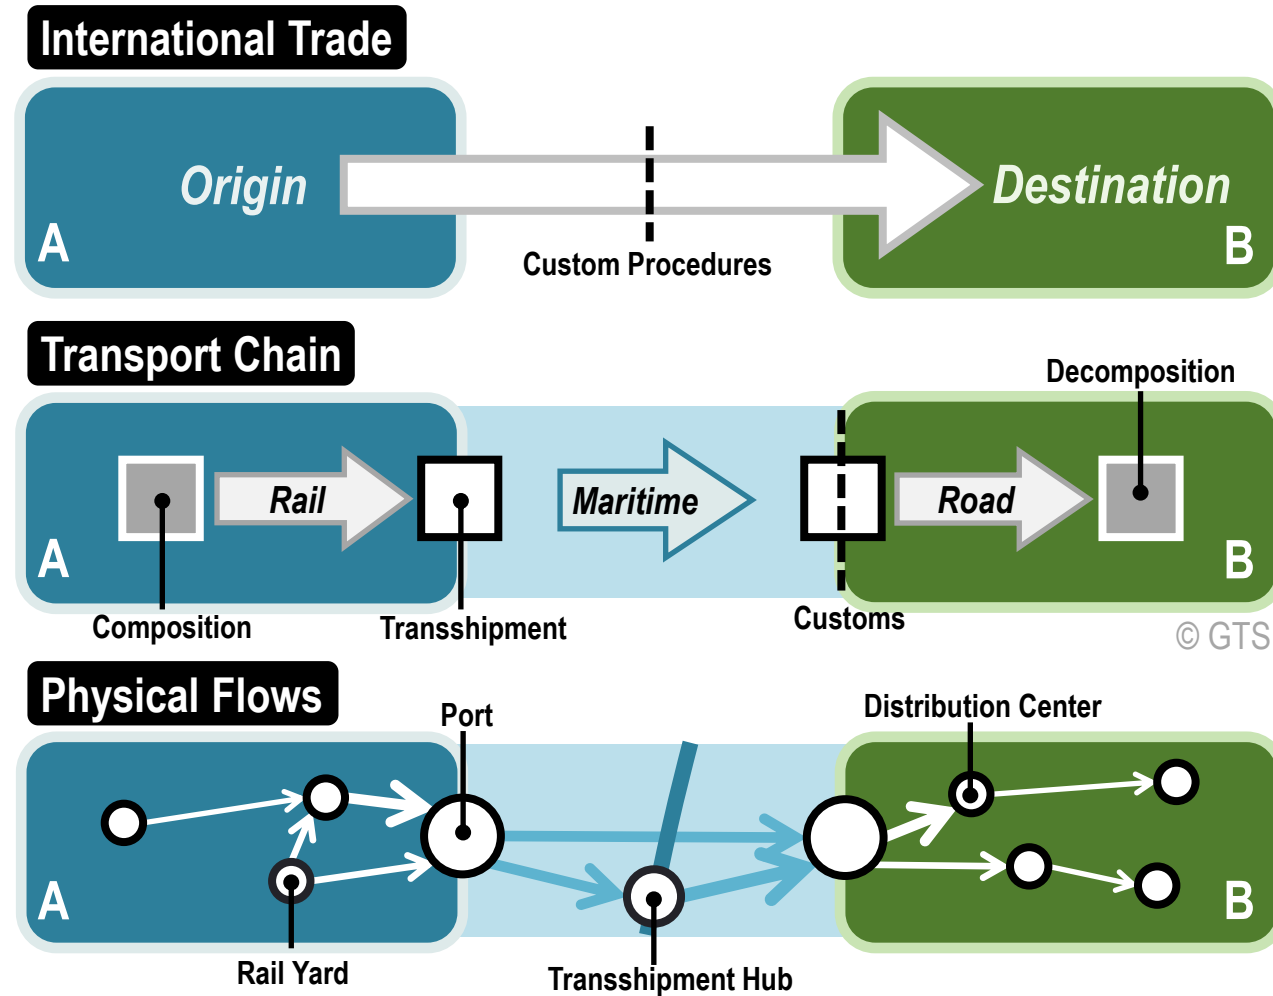 International Trade
Origin
Destination
A
B
Custom Procedures
Transport Chain
Decomposition
Rail
Maritime
Road
A
B
Composition
Transshipment
Customs
© GTS
Physical Flows
Port
Distribution Center
A
B
Rail Yard
Transshipment Hub